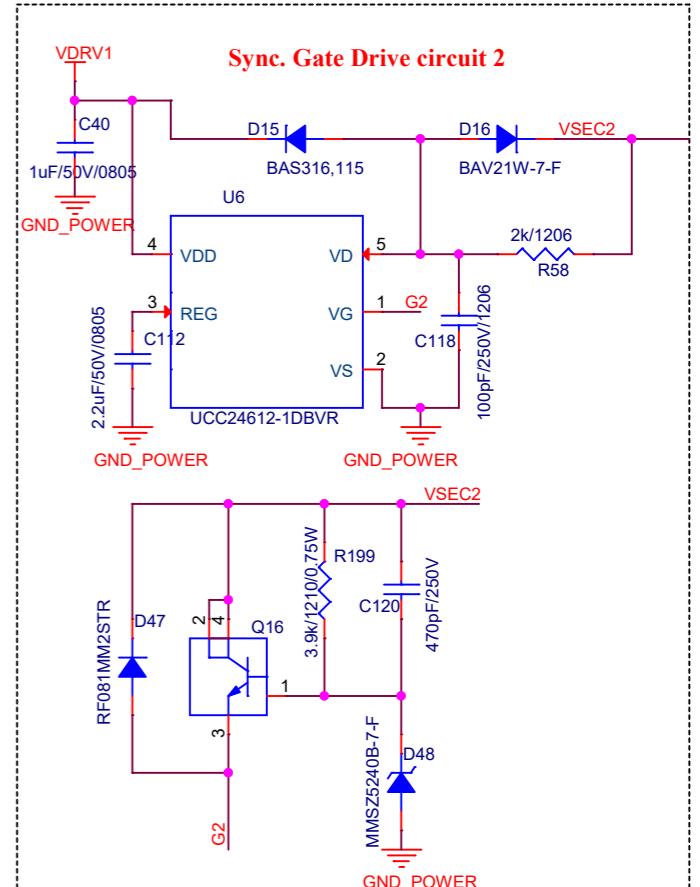 VDRV1
Sync. Gate Drive circuit 2
C40
1uF/50V/0805
GND_POWER
D15
BAS316,115
D16
VSEC2
BAV21W-7-F
U6
4
VDD
VD
5
2k/1206
R58
3
REG
VG
1
G2
C112
2.2uF/50V/0805
VS
2
C118
100pF/250V/1206
UCC24612-1DBVR
GND_POWER
GND_POWER
VSEC2
D47
RF081MM2STR
2
4
Q16
1
3
3.9k/1210/0.75W
R199
C120
470pF/250V
D48
MMSZ5240B-7-F
G2
GND_POWER